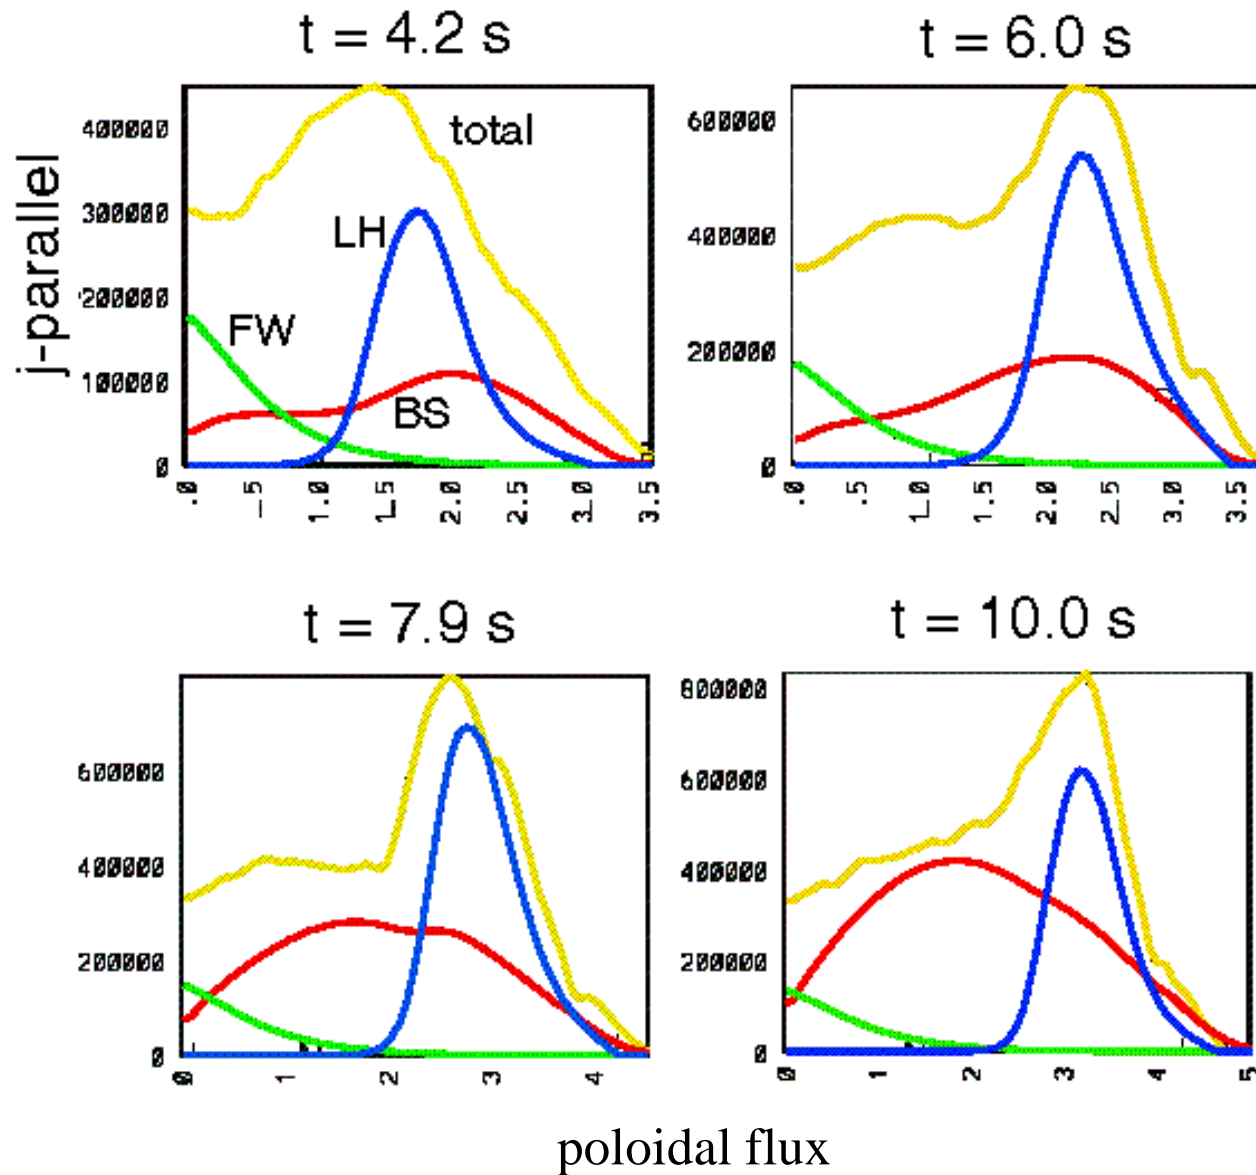 t = 4.2 s
t = 6.0 s
j-parallel
400000
300000
200000
100000
0
total
LH
FW
BS
.0 .5 1.0 1.5 2.0 2.5 3.0 3.5
600000
400000
200000
0
.0 .5 1.0 1.5 2.0 2.5 3.0 3.5
t = 7.9 s
t = 10.0 s
600000
400000
200000
0
0 1 2 3 4
800000
600000
400000
200000
0
0 1 2 3 4 5
poloidal flux